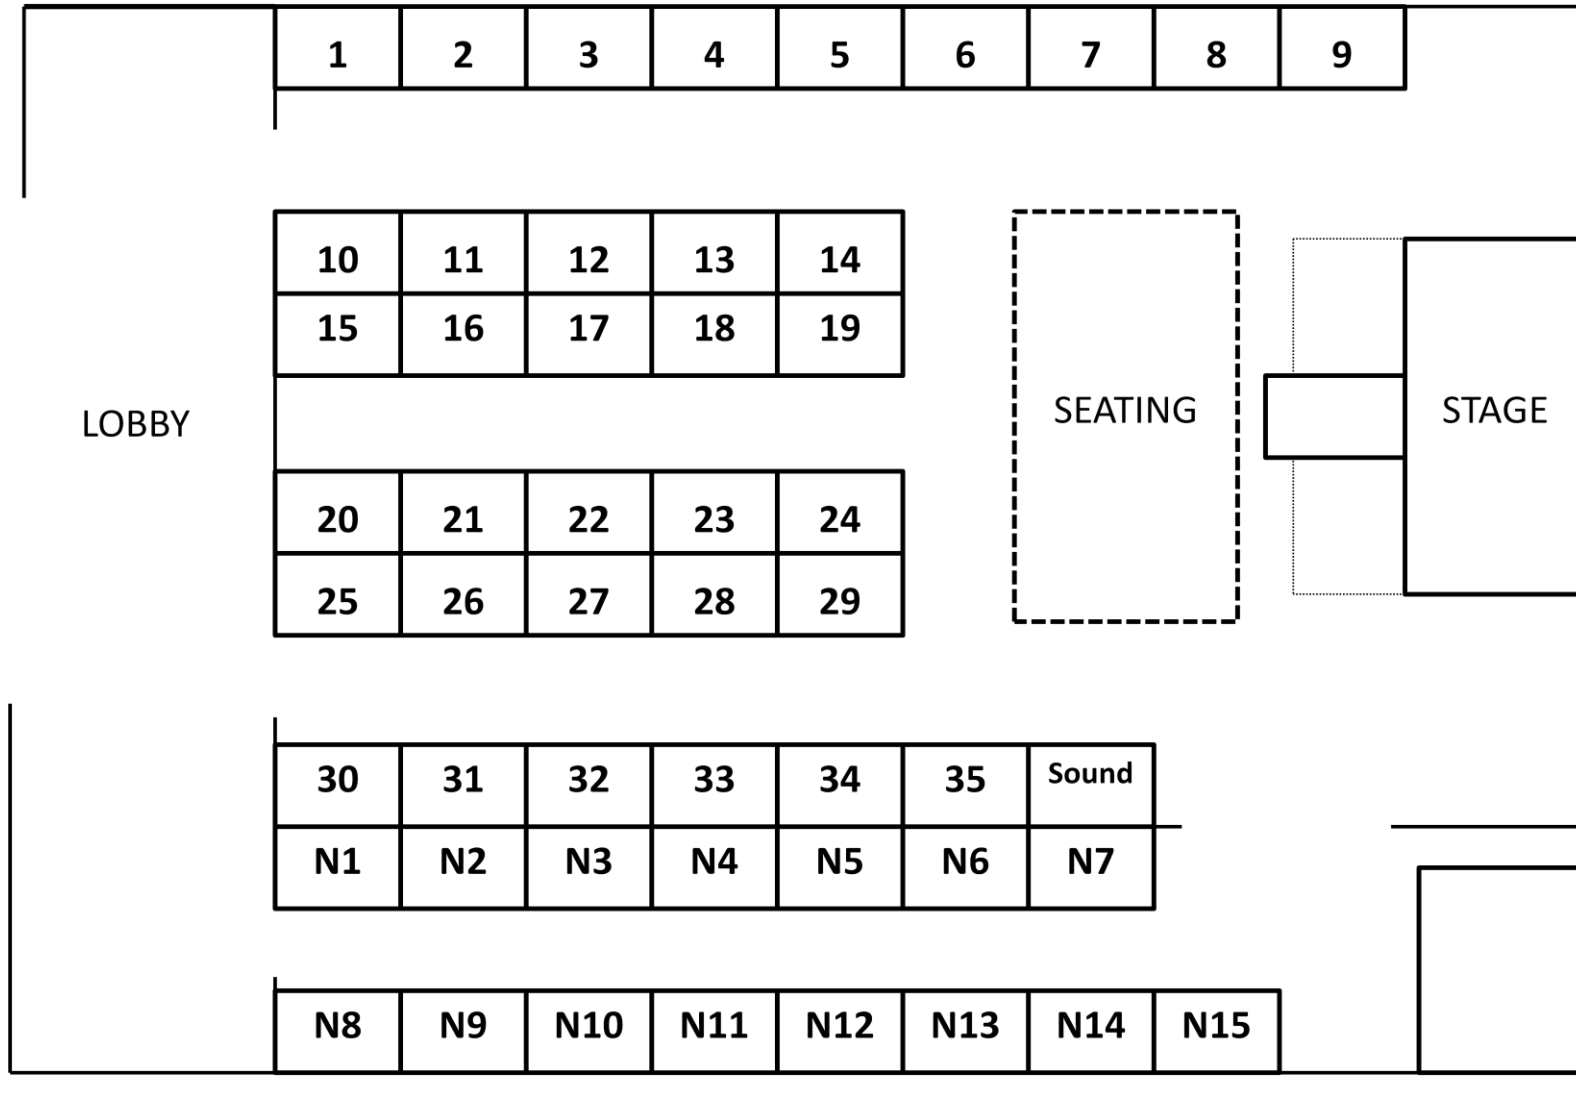 1 2 3 4 5 6 7 8 9
10 11 12 13 14
15 16 17 18 19
LOBBY
SEATING
STAGE
20 21 22 23 24
25 26 27 28 29
30 31 32 33 34 35 Sound
N1 N2 N3 N4 N5 N6 N7
N8 N9 N10 N11 N12 N13 N14 N15